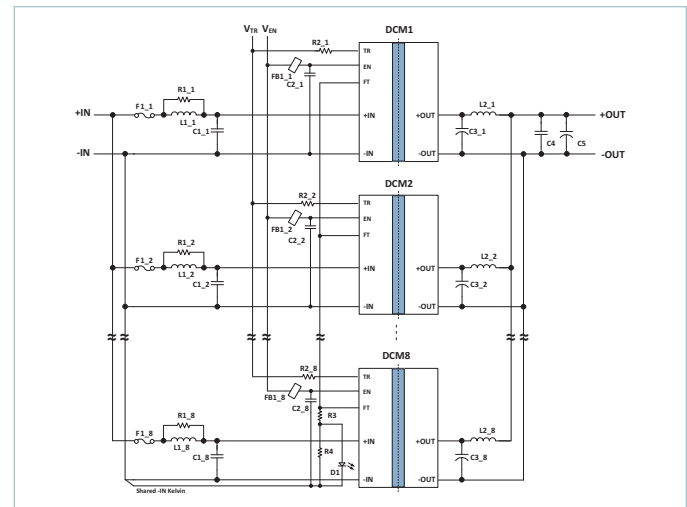 VTR VEN
DCM1
R2_1
TR
EN
FB1_1
C2_1
FT
R1_1
+IN
F1_1
L1_1
C1_1
+IN
+OUT
L2_1
+OUT
C3_1
C4
C5
-IN
-IN
-OUT
-OUT
DCM2
R2_2
TR
EN
FB1_2
C2_2
FT
R1_2
F1_2
L1_2
C1_2
+IN
+OUT
L2_2
C3_2
-IN
-OUT
DCM8
R2_8
TR
EN
FB1_8
C2_8
FT
R3
R1_8
F1_8
L1_8
C1_8
+IN
+OUT
L2_8
R4
D1
C3_8
-IN
-OUT
Shared -IN Kelvin